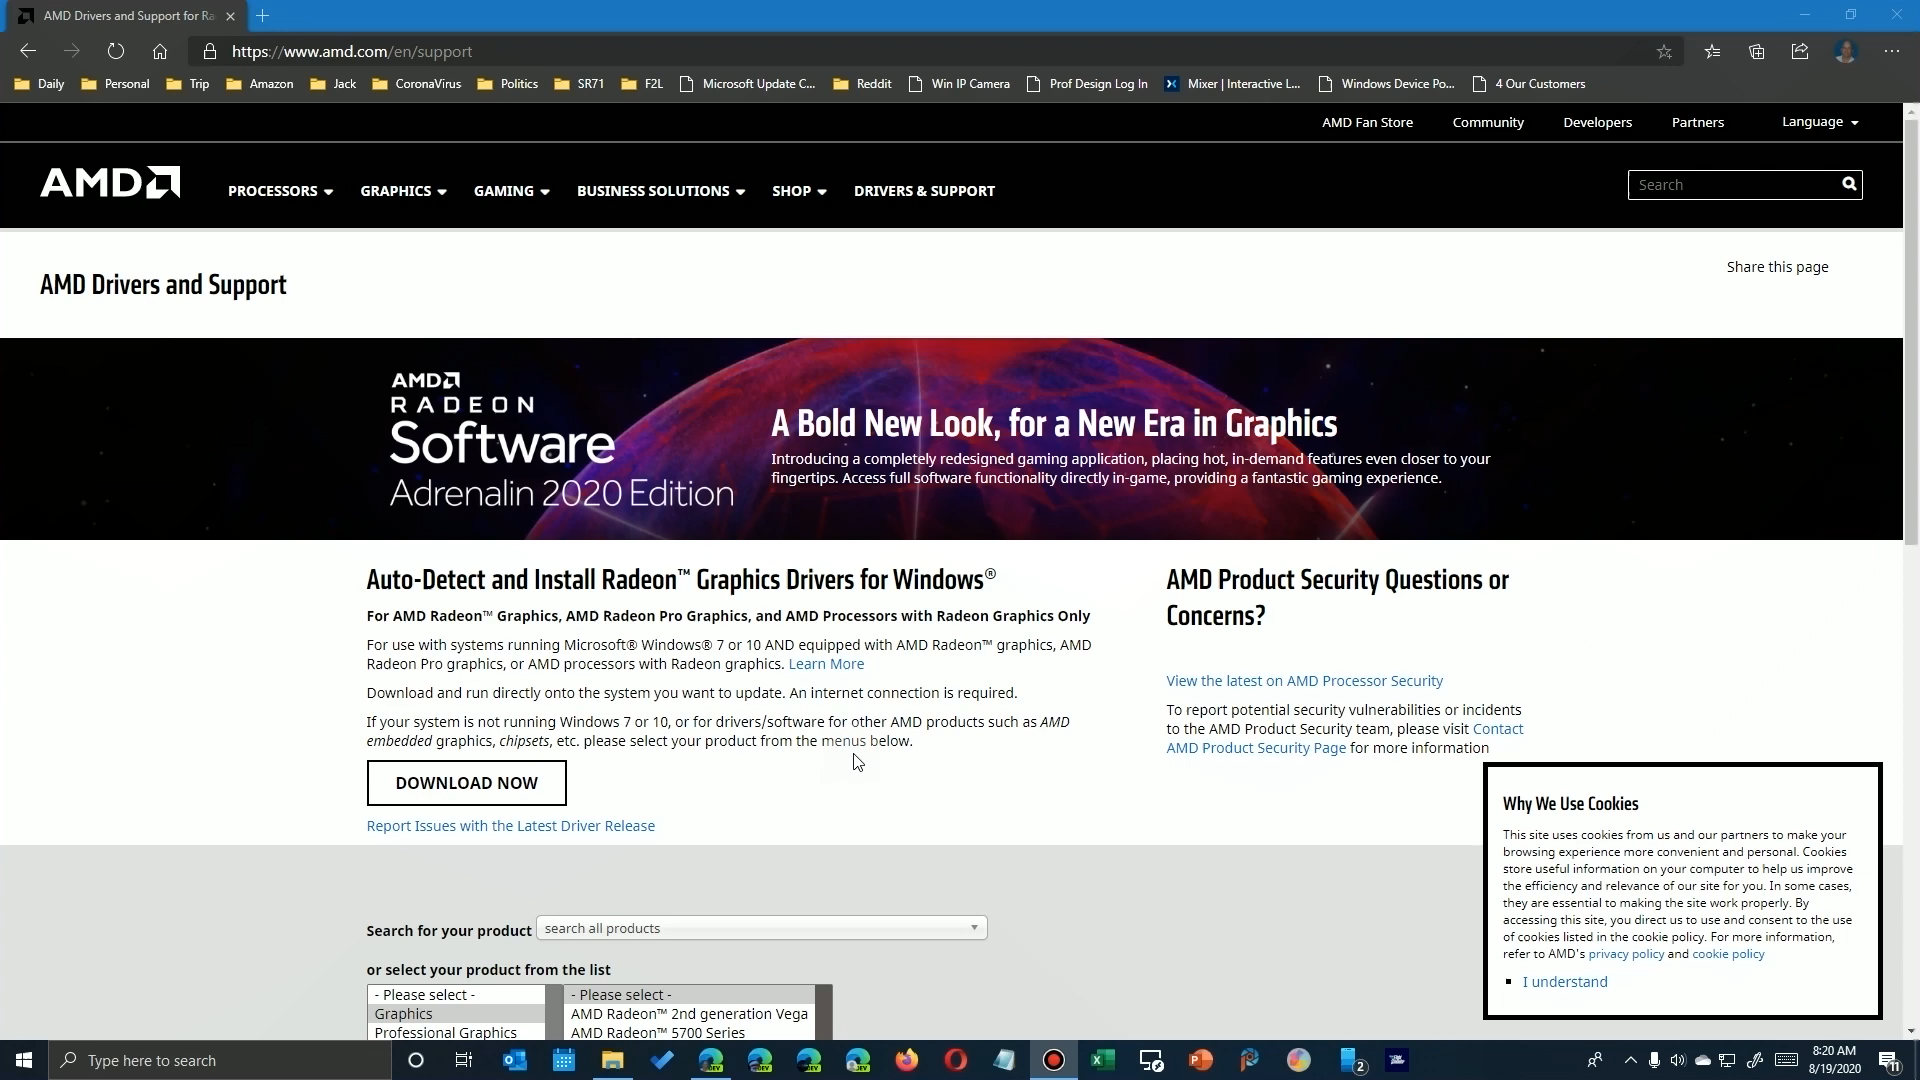 AMD Drivers and Support for Ra
https://www.amd.com/en/support
Daily
Personal
Trip
Amazon
Jack
CoronaVirus
Politics
SR71
F2L
Microsoft Update C...
Reddit
Win IP Camera
Prof Design Log In
Mixer | Interactive L...
Windows Device Po...
4 Our Customers
AMD Fan Store
Community
Developers
Partners
Language
AMD
PROCESSORS
GRAPHICS
GAMING
BUSINESS SOLUTIONS
SHOP
DRIVERS & SUPPORT
Search
AMD Drivers and Support
Share this page
AMD
RADEON
Software
Adrenalin 2020 Edition
A Bold New Look, for a New Era in Graphics
Introducing a completely redesigned gaming application, placing hot, in-demand features even closer to your
fingertips. Access full software functionality directly in-game, providing a fantastic gaming experience.
Auto-Detect and Install Radeon™ Graphics Drivers for Windows®
For AMD Radeon™ Graphics, AMD Radeon Pro Graphics, and AMD Processors with Radeon Graphics Only
For use with systems running Microsoft® Windows® 7 or 10 AND equipped with AMD Radeon™ graphics, AMD
Radeon Pro graphics, or AMD processors with Radeon graphics. Learn More
Download and run directly onto the system you want to update. An internet connection is required.
If your system is not running Windows 7 or 10, or for drivers/software for other AMD products such as AMD
embedded graphics, chipsets, etc. please select your product from the menus below.
DOWNLOAD NOW
Report Issues with the Latest Driver Release
AMD Product Security Questions or
Concerns?
View the latest on AMD Processor Security
To report potential security vulnerabilities or incidents
to the AMD Product Security team, please visit Contact
AMD Product Security Page for more information
Why We Use Cookies
This site uses cookies from us and our partners to make your
browsing experience more convenient and personal. Cookies
store useful information on your computer to help us improve
the efficiency and relevance of our site for you. In some cases,
they are essential to making the site work properly. By
accessing this site, you direct us to use and consent to the use
of cookies listed in the cookie policy. For more information,
refer to AMD's privacy policy and cookie policy
I understand
Search for your product
search all products
or select your product from the list
- Please select -
Graphics
Professional Graphics
- Please select -
AMD Radeon™ 2nd generation Vega
AMD Radeon™ 5700 Series
Type here to search
DEV
DEV
DEV
DEV
2
8:20 AM
8/19/2020
11